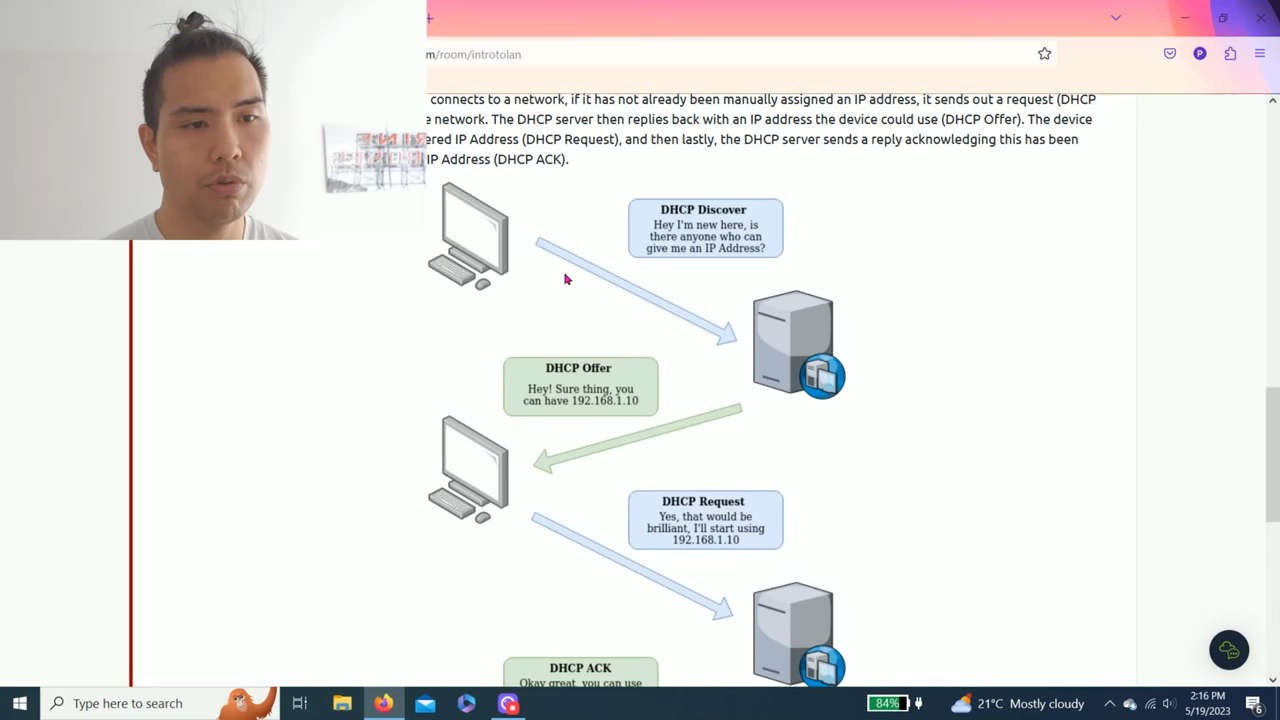 m/room/introtolan
connects to a network, if it has not already been manually assigned an IP address, it sends out a request (DHCP
e network. The DHCP server then replies back with an IP address the device could use (DHCP Offer). The device
ered IP Address (DHCP Request), and then lastly, the DHCP server sends a reply acknowledging this has been
IP Address (DHCP ACK).
DHCP Discover
Hey I'm new here, is
there anyone who can
give me an IP Address?
DHCP Offer
Hey! Sure thing, you
can have 192.168.1.10
DHCP Request
Yes, that would be
brilliant, I'll start using
192.168.1.10
DHCP ACK
Okay great, you can use
Type here to search
84%
21°C Mostly cloudy
2:16 PM
5/19/2023
6